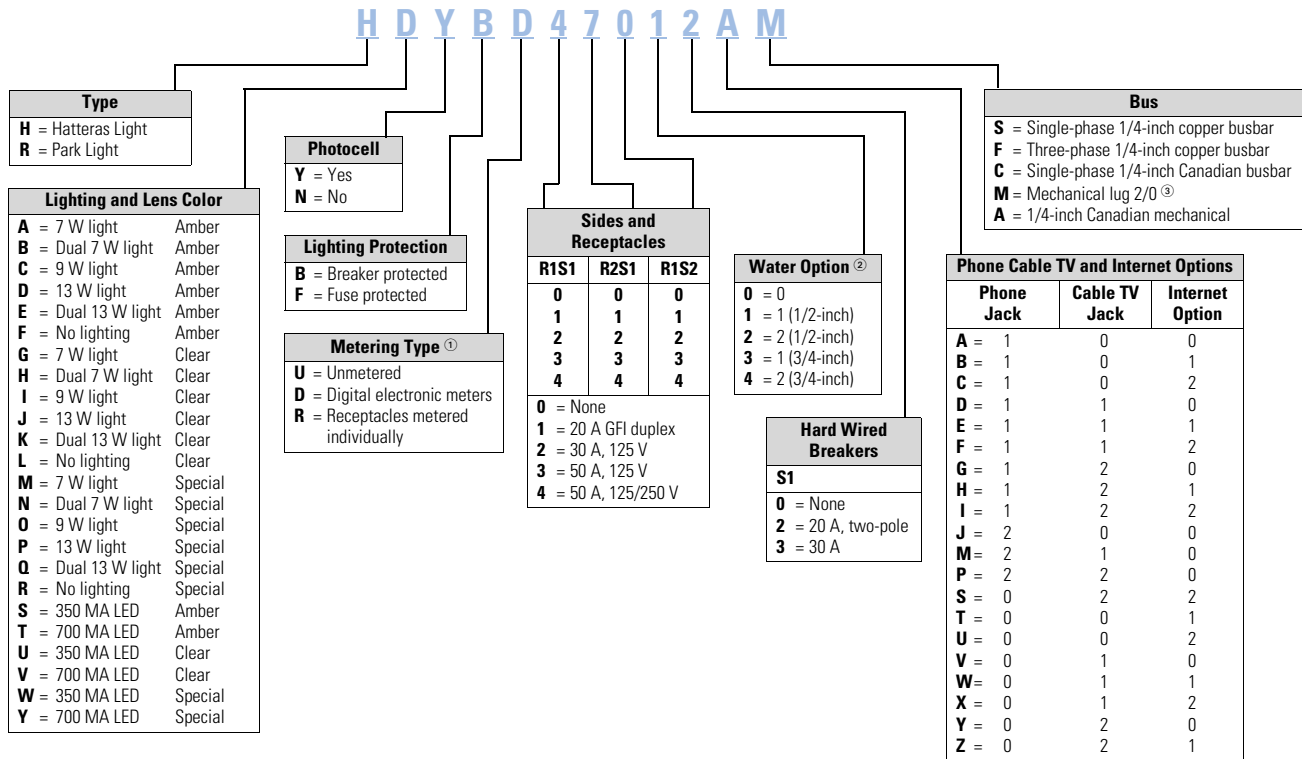 H D Y B D 4 7 0 1 2 A M
Type
H = Hatteras Light
R = Park Light
Lighting and Lens Color
A = 7 W light Amber
B = Dual 7 W light Amber
C = 9 W light Amber
D = 13 W light Amber
E = Dual 13 W light Amber
F = No lighting Amber
G = 7 W light Clear
H = Dual 7 W light Clear
I = 9 W light Clear
J = 13 W light Clear
K = Dual 13 W light Clear
L = No lighting Clear
M = 7 W light Special
N = Dual 7 W light Special
O = 9 W light Special
P = 13 W light Special
Q = Dual 13 W light Special
R = No lighting Special
S = 350 MA LED Amber
T = 700 MA LED Amber
U = 350 MA LED Clear
V = 700 MA LED Clear
W = 350 MA LED Special
Y = 700 MA LED Special
Photocell
Y = Yes
N = No
Lighting Protection
B = Breaker protected
F = Fuse protected
Metering Type ①
U = Unmetered
D = Digital electronic meters
R = Receptacles metered
individually
Sides and
Receptacles
R1S1 R2S1 R1S2
0 0 0
1 1 1
2 2 2
3 3 3
4 4 4
0 = None
1 = 20 A GFI duplex
2 = 30 A, 125 V
3 = 50 A, 125 V
4 = 50 A, 125/250 V
Water Option ②
0 = 0
1 = 1 (1/2-inch)
2 = 2 (1/2-inch)
3 = 1 (3/4-inch)
4 = 2 (3/4-inch)
Hard Wired
Breakers
S1
0 = None
2 = 20 A, two-pole
3 = 30 A
Bus
S = Single-phase 1/4-inch copper busbar
F = Three-phase 1/4-inch copper busbar
C = Single-phase 1/4-inch Canadian busbar
M = Mechanical lug 2/0 ③
A = 1/4-inch Canadian mechanical
Phone Cable TV and Internet Options
Phone Cable TV Internet
Jack Jack Option
A = 1 0 0
B = 1 0 1
C = 1 0 2
D = 1 1 0
E = 1 1 1
F = 1 1 2
G = 1 2 0
H = 1 2 1
I = 1 2 2
J = 2 0 0
M = 2 1 0
P = 2 2 0
S = 0 2 2
T = 0 0 1
U = 0 0 2
V = 0 1 0
W = 0 1 1
X = 0 1 2
Y = 0 2 0
Z = 0 2 1